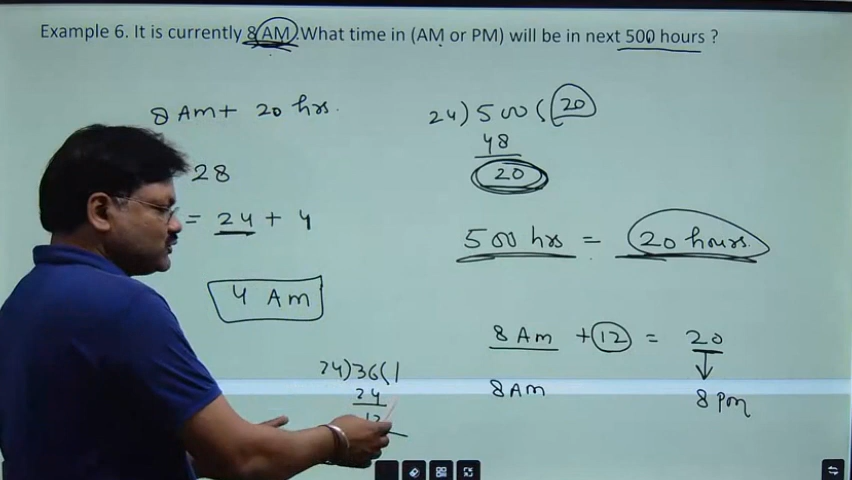 Example 6. It is currently 8 AM. What time in (AM or PM) will be in next 500 hours ?
8 Am + 20 hrs.
28
= 24 + 4
4 Am
24) 500 (20
48
20
500 hrs = 20 hours.
8 Am + 12 = 20
8 Am
8 pm
24) 36 (1
24
12